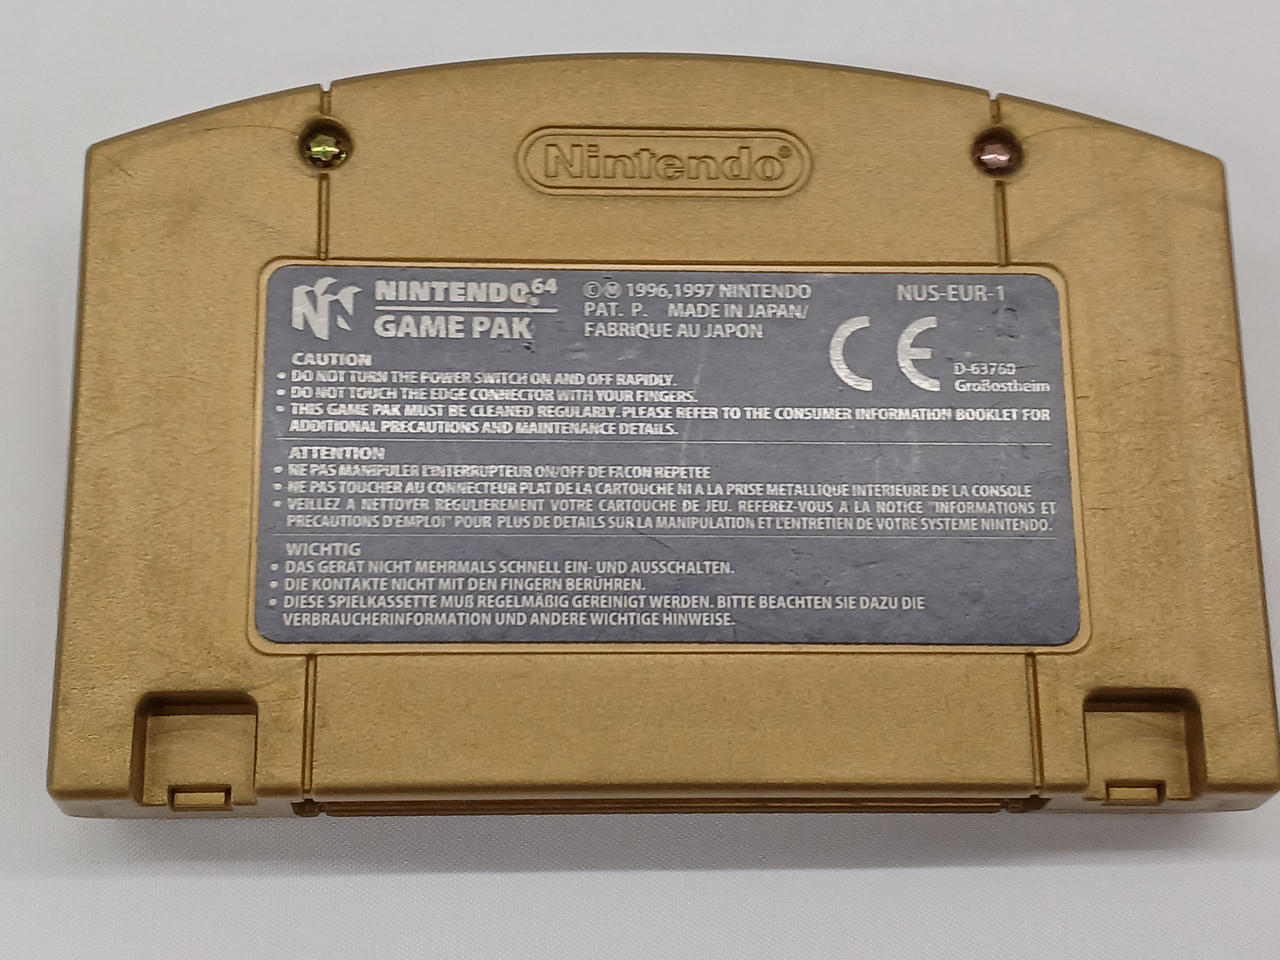 Nintendo®
NINTENDO⁶⁴
GAME PAK
©Ⓜ 1996,1997 NINTENDO
PAT. P. MADE IN JAPAN/
FABRIQUE AU JAPON
NUS-EUR-1
CE
D-63760
Großostheim
CAUTION
• DO NOT TURN THE POWER SWITCH ON AND OFF RAPIDLY.
• DO NOT TOUCH THE EDGE CONNECTOR WITH YOUR FINGERS.
• THIS GAME PAK MUST BE CLEANED REGULARLY. PLEASE REFER TO THE CONSUMER INFORMATION BOOKLET FOR
ADDITIONAL PRECAUTIONS AND MAINTENANCE DETAILS.
ATTENTION
• NE PAS MANIPULER L'INTERRUPTEUR ON/OFF DE FACON REPETEE
• NE PAS TOUCHER AU CONNECTEUR PLAT DE LA CARTOUCHE NI A LA PRISE METALLIQUE INTERIEURE DE LA CONSOLE
• VEILLEZ A NETTOYER REGULIEREMENT VOTRE CARTOUCHE DE JEU. REFEREZ-VOUS A LA NOTICE "INFORMATIONS ET
PRECAUTIONS D'EMPLOI" POUR PLUS DE DETAILS SUR LA MANIPULATION ET L'ENTRETIEN DE VOTRE SYSTEME NINTENDO.
WICHTIG
• DAS GERÄT NICHT MEHRMALS SCHNELL EIN- UND AUSSCHALTEN.
• DIE KONTAKTE NICHT MIT DEN FINGERN BERÜHREN.
• DIESE SPIELKASSETTE MUß REGELMÄßIG GEREINIGT WERDEN. BITTE BEACHTEN SIE DAZU DIE
VERBRAUCHERINFORMATION UND ANDERE WICHTIGE HINWEISE.